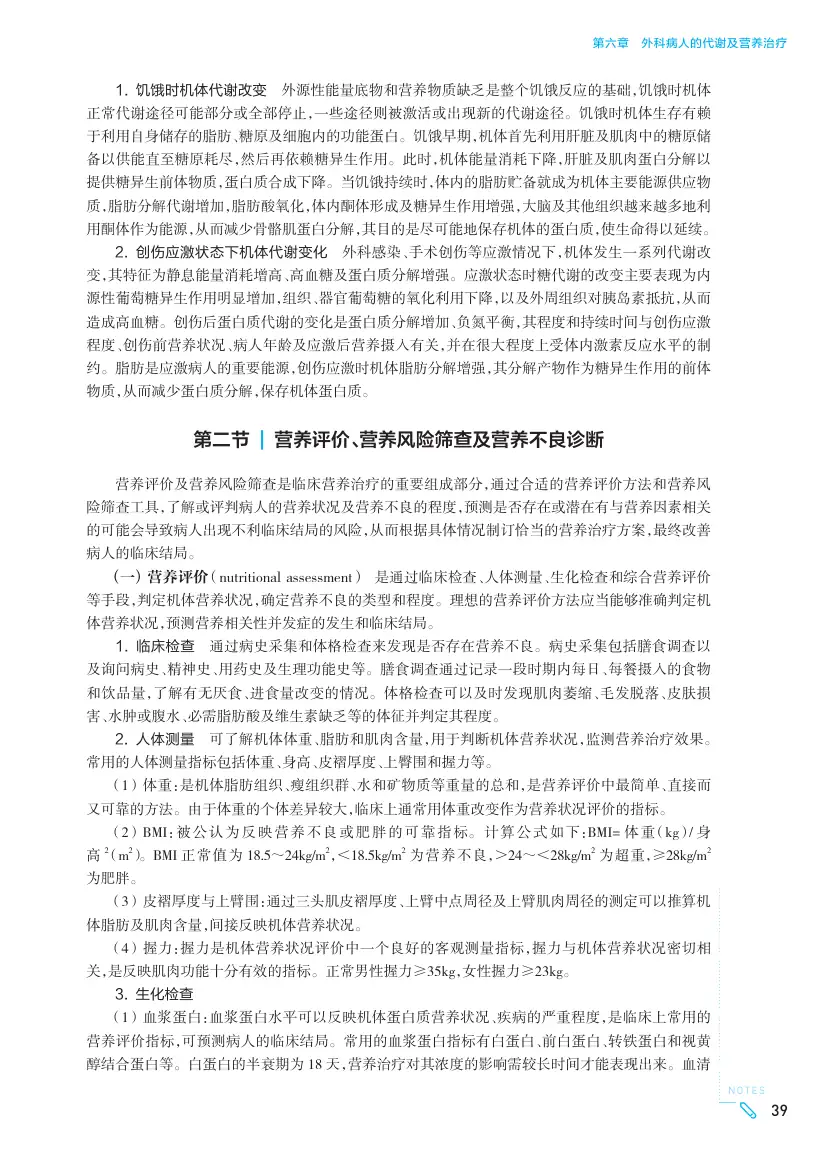 第六章 外科病人的代谢及营养治疗
1. 饥饿时机体代谢改变 外源性能量底物和营养物质缺乏是整个饥饿反应的基础,饥饿时机体
正常代谢途径可能部分或全部停止,一些途径则被激活或出现新的代谢途径。饥饿时机体生存有赖
于利用自身储存的脂肪、糖原及细胞内的功能蛋白。饥饿早期,机体首先利用肝脏及肌肉中的糖原储
备以供能直至糖原耗尽,然后再依赖糖异生作用。此时,机体能量消耗下降,肝脏及肌肉蛋白分解以
提供糖异生前体物质,蛋白质合成下降。当饥饿持续时,体内的脂肪贮备就成为机体主要能源供应物
质,脂肪分解代谢增加,脂肪酸氧化,体内酮体形成及糖异生作用增强,大脑及其他组织越来越多地利
用酮体作为能源,从而减少骨骼肌蛋白分解,其目的是尽可能地保存机体的蛋白质,使生命得以延续。
2. 创伤应激状态下机体代谢变化 外科感染、手术创伤等应激情况下,机体发生一系列代谢改
变,其特征为静息能量消耗增高、高血糖及蛋白质分解增强。应激状态时糖代谢的改变主要表现为内
源性葡萄糖异生作用明显增加,组织、器官葡萄糖的氧化利用下降,以及外周组织对胰岛素抵抗,从而
造成高血糖。创伤后蛋白质代谢的变化是蛋白质分解增加、负氮平衡,其程度和持续时间与创伤应激
程度、创伤前营养状况、病人年龄及应激后营养摄入有关,并在很大程度上受体内激素反应水平的制
约。脂肪是应激病人的重要能源,创伤应激时机体脂肪分解增强,其分解产物作为糖异生作用的前体
物质,从而减少蛋白质分解,保存机体蛋白质。
第二节 | 营养评价、营养风险筛查及营养不良诊断
营养评价及营养风险筛查是临床营养治疗的重要组成部分,通过合适的营养评价方法和营养风
险筛查工具,了解或评判病人的营养状况及营养不良的程度,预测是否存在或潜在有与营养因素相关
的可能会导致病人出现不利临床结局的风险,从而根据具体情况制订恰当的营养治疗方案,最终改善
病人的临床结局。
(一)营养评价(nutritional assessment) 是通过临床检查、人体测量、生化检查和综合营养评价
等手段,判定机体营养状况,确定营养不良的类型和程度。理想的营养评价方法应当能够准确判定机
体营养状况,预测营养相关性并发症的发生和临床结局。
1. 临床检查 通过病史采集和体格检查来发现是否存在营养不良。病史采集包括膳食调查以
及询问病史、精神史、用药史及生理功能史等。膳食调查通过记录一段时期内每日、每餐摄入的食物
和饮品量,了解有无厌食、进食量改变的情况。体格检查可以及时发现肌肉萎缩、毛发脱落、皮肤损
害、水肿或腹水、必需脂肪酸及维生素缺乏等的体征并判定其程度。
2. 人体测量 可了解机体体重、脂肪和肌肉含量,用于判断机体营养状况,监测营养治疗效果。
常用的人体测量指标包括体重、身高、皮褶厚度、上臀围和握力等。
(1)体重:是机体脂肪组织、瘦组织群、水和矿物质等重量的总和,是营养评价中最简单、直接而
又可靠的方法。由于体重的个体差异较大,临床上通常用体重改变作为营养状况评价的指标。
(2)BMI:被公认为反映营养不良或肥胖的可靠指标。计算公式如下:BMI=体重(kg)/身
高²(m²)。BMI 正常值为 18.5~24kg/m²,<18.5kg/m² 为营养不良,>24~<28kg/m² 为超重,≥28kg/m²
为肥胖。
(3)皮褶厚度与上臂围:通过三头肌皮褶厚度、上臂中点周径及上臂肌肉周径的测定可以推算机
体脂肪及肌肉含量,间接反映机体营养状况。
(4)握力:握力是机体营养状况评价中一个良好的客观测量指标,握力与机体营养状况密切相
关,是反映肌肉功能十分有效的指标。正常男性握力≥35kg,女性握力≥23kg。
3. 生化检查
(1)血浆蛋白:血浆蛋白水平可以反映机体蛋白质营养状况、疾病的严重程度,是临床上常用的
营养评价指标,可预测病人的临床结局。常用的血浆蛋白指标有白蛋白、前白蛋白、转铁蛋白和视黄
醇结合蛋白等。白蛋白的半衰期为 18 天,营养治疗对其浓度的影响需较长时间才能表现出来。血清
NOTES
39